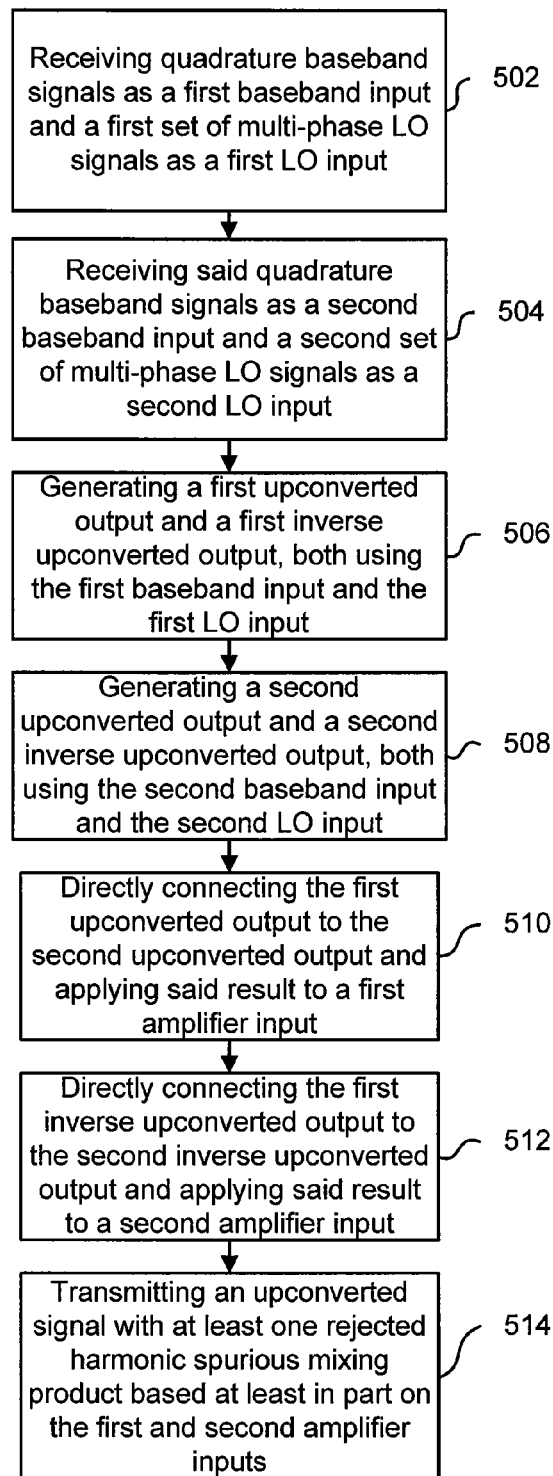 Receiving quadrature baseband
signals as a first baseband input
and a first set of multi-phase LO
signals as a first LO input
502
Receiving said quadrature
baseband signals as a second
baseband input and a second set
of multi-phase LO signals as a
second LO input
504
Generating a first upconverted
output and a first inverse
upconverted output, both using
the first baseband input and the
first LO input
506
Generating a second
upconverted output and a second
inverse upconverted output, both
using the second baseband input
and the second LO input
508
Directly connecting the first
upconverted output to the
second upconverted output and
applying said result to a first
amplifier input
510
Directly connecting the first
inverse upconverted output to
the second inverse upconverted
output and applying said result
to a second amplifier input
512
Transmitting an upconverted
signal with at least one rejected
harmonic spurious mixing
product based at least in part on
the first and second amplifier
inputs
514